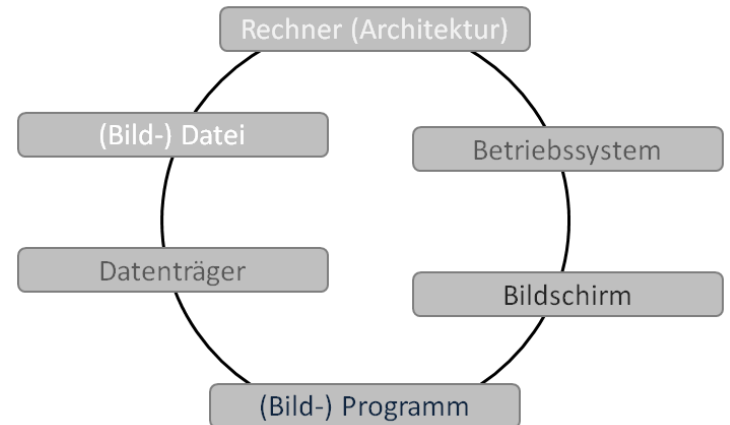 Rechner (Architektur)
(Bild-) Datei
Betriebssystem
Datenträger
Bildschirm
(Bild-) Programm